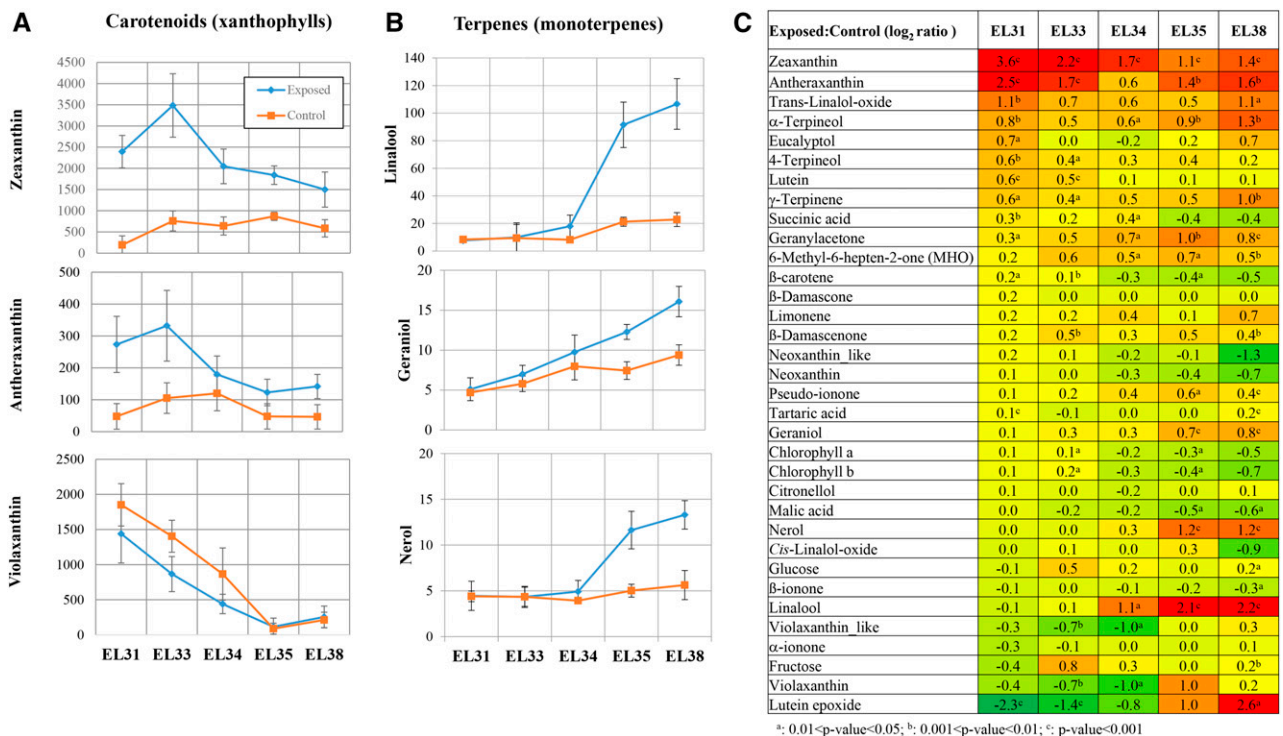 A
Carotenoids (xanthophylls)
Zeaxanthin
4500
4000
3500
3000
2500
2000
1500
1000
500
0
Exposed
Control
Antheraxanthin
500
400
300
200
100
0
Violaxanthin
2500
2000
1500
1000
500
0
EL31 EL33 EL34 EL35 EL38
B
Terpenes (monoterpenes)
Linalool
140
120
100
80
60
40
20
0
Geraniol
20
15
10
5
0
Nerol
20
15
10
5
0
EL31 EL33 EL34 EL35 EL38
C
Exposed:Control (log₂ ratio ) EL31 EL33 EL34 EL35 EL38
Zeaxanthin 3.6ᶜ 2.2ᶜ 1.7ᶜ 1.1ᶜ 1.4ᶜ
Antheraxanthin 2.5ᶜ 1.7ᶜ 0.6 1.4ᵇ 1.6ᵇ
Trans-Linalol-oxide 1.1ᵇ 0.7 0.6 0.5 1.1ᵃ
α-Terpineol 0.8ᵇ 0.5 0.6ᵃ 0.9ᵇ 1.3ᵇ
Eucalyptol 0.7ᵃ 0.0 -0.2 0.2 0.7
4-Terpineol 0.6ᵇ 0.4ᵃ 0.3 0.4 0.2
Lutein 0.6ᶜ 0.5ᶜ 0.1 0.1 0.1
γ-Terpinene 0.6ᵃ 0.4ᵃ 0.5 0.5 1.0ᵇ
Succinic acid 0.3ᵇ 0.2 0.4ᵃ -0.4 -0.4
Geranylacetone 0.3ᵃ 0.5 0.7ᵃ 1.0ᵇ 0.8ᶜ
6-Methyl-6-hepten-2-one (MHO) 0.2 0.6 0.5ᵃ 0.7ᵃ 0.5ᵇ
ß-carotene 0.2ᵃ 0.1ᵇ -0.3 -0.4ᵃ -0.5
ß-Damascone 0.2 0.0 0.0 0.0 0.0
Limonene 0.2 0.2 0.4 0.1 0.7
ß-Damascenone 0.2 0.5ᵇ 0.3 0.5 0.4ᵇ
Neoxanthin_like 0.2 0.1 -0.2 -0.1 -1.3
Neoxanthin 0.1 0.0 -0.3 -0.4 -0.7
Pseudo-ionone 0.1 0.2 0.4 0.6ᵃ 0.4ᶜ
Tartaric acid 0.1ᶜ -0.1 0.0 0.0 0.2ᶜ
Geraniol 0.1 0.3 0.3 0.7ᶜ 0.8ᶜ
Chlorophyll a 0.1 0.1ᵃ -0.2 -0.3ᵃ -0.5
Chlorophyll b 0.1 0.2ᵃ -0.3 -0.4ᵃ -0.7
Citronellol 0.1 0.0 -0.2 0.0 0.1
Malic acid 0.0 -0.2 -0.2 -0.5ᵃ -0.6ᵃ
Nerol 0.0 0.0 0.3 1.2ᶜ 1.2ᶜ
Cis-Linalol-oxide 0.0 0.1 0.0 0.3 -0.9
Glucose -0.1 0.5 0.2 0.0 0.2ᵃ
ß-ionone -0.1 0.0 -0.1 -0.2 -0.3ᵃ
Linalool -0.1 0.1 1.1ᵃ 2.1ᶜ 2.2ᶜ
Violaxanthin_like -0.3 -0.7ᵇ -1.0ᵃ 0.0 0.3
α-ionone -0.3 -0.1 0.0 0.0 0.1
Fructose -0.4 0.8 0.3 0.0 0.2ᵇ
Violaxanthin -0.4 -0.7ᵇ -1.0ᵃ 1.0 0.2
Lutein epoxide -2.3ᶜ -1.4ᶜ -0.8 1.0 2.6ᵃ
ᵃ: 0.01<p-value<0.05; ᵇ: 0.001<p-value<0.01; ᶜ: p-value<0.001